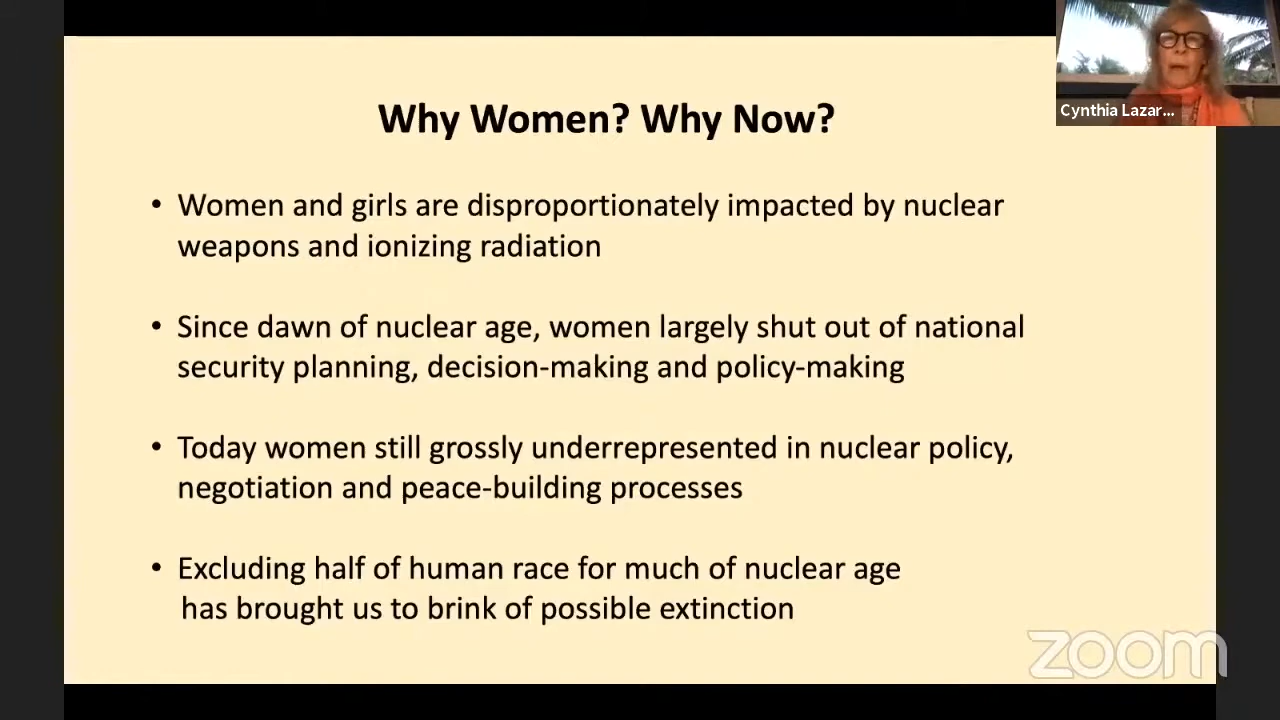 Cynthia Lazar...
Why Women? Why Now?
• Women and girls are disproportionately impacted by nuclear
weapons and ionizing radiation
• Since dawn of nuclear age, women largely shut out of national
security planning, decision-making and policy-making
• Today women still grossly underrepresented in nuclear policy,
negotiation and peace-building processes
• Excluding half of human race for much of nuclear age
has brought us to brink of possible extinction
zoom